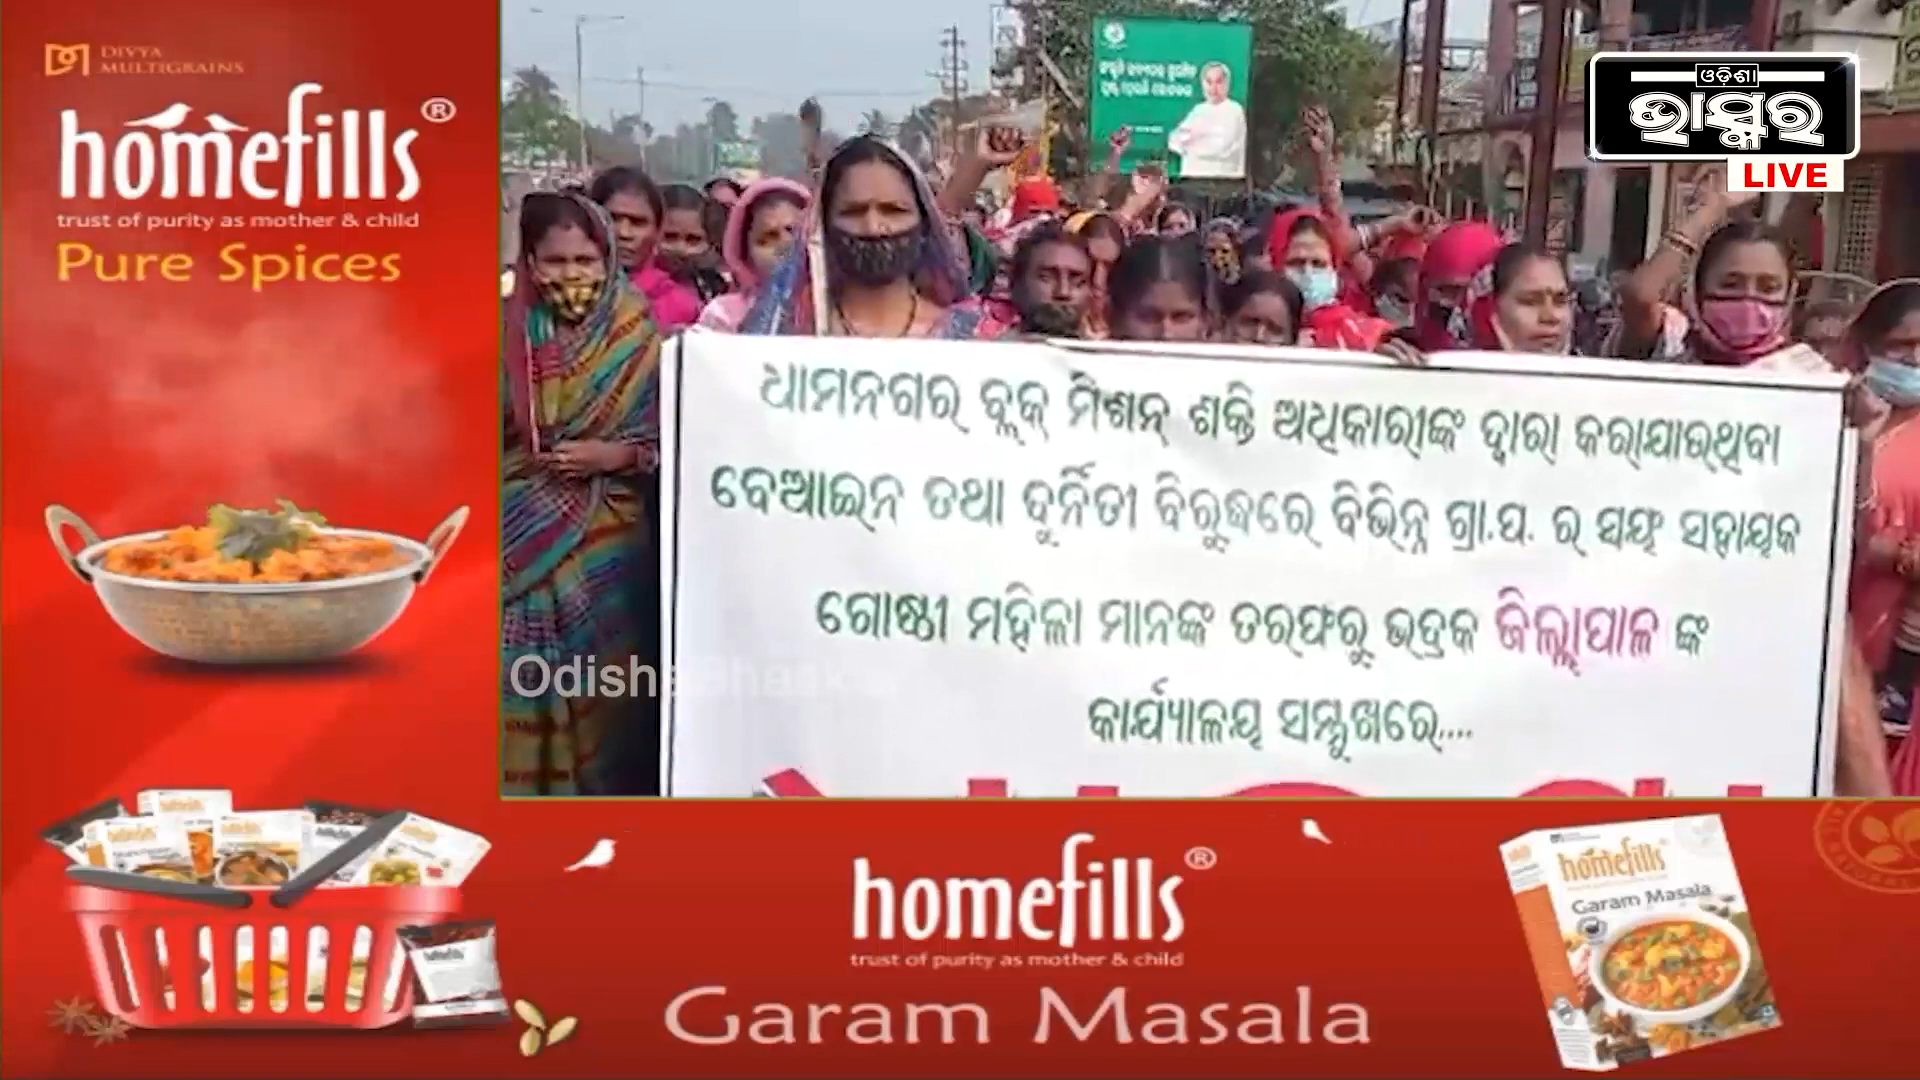 DIVYA
MULTIGRAINS
homefills®
trust of purity as mother & child
Pure Spices
ଓଡ଼ିଶା
ଭାସ୍କର
LIVE
ଧାମନଗର ବ୍ଲକ୍ ମିଶନ୍ ଶକ୍ତି ଅଧିକାରୀଙ୍କ ଦ୍ୱାରା କରାଯାଉଥିବା
ବେଆଇନ ତଥା ଦୁର୍ନିତୀ ବିରୁଦ୍ଧରେ ବିଭିନ୍ନ ଗ୍ରା.ପ. ର ସ୍ୱୟଂ ସହାୟକ
ଗୋଷ୍ଠୀ ମହିଳା ମାନଙ୍କ ତରଫରୁ ଭଦ୍ରକ ଜିଲ୍ଲାପାଳ ଙ୍କ
କାର୍ଯ୍ୟାଳୟ ସମ୍ମୁଖରେ....
OdishaBhaskar
homefills®
trust of purity as mother & child
Garam Masala
homefills
Garam Masala